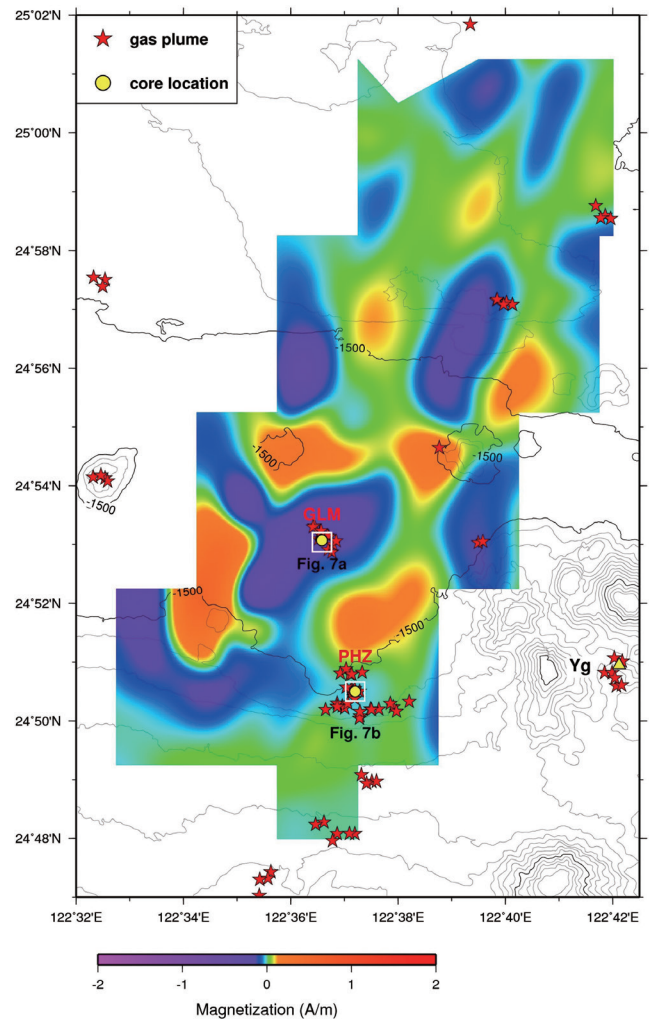 25°02'N
gas plume
core location
25°00'N
24°58'N
-1500
24°56'N
-1500
-1500
24°54'N
-1500
GLM
Fig. 7a
24°52'N
-1500
-1500
PHZ
Yg
24°50'N
Fig. 7b
24°48'N
122°32'E
122°34'E
122°36'E
122°38'E
122°40'E
122°42'E
-2
-1
0
1
2
Magnetization (A/m)